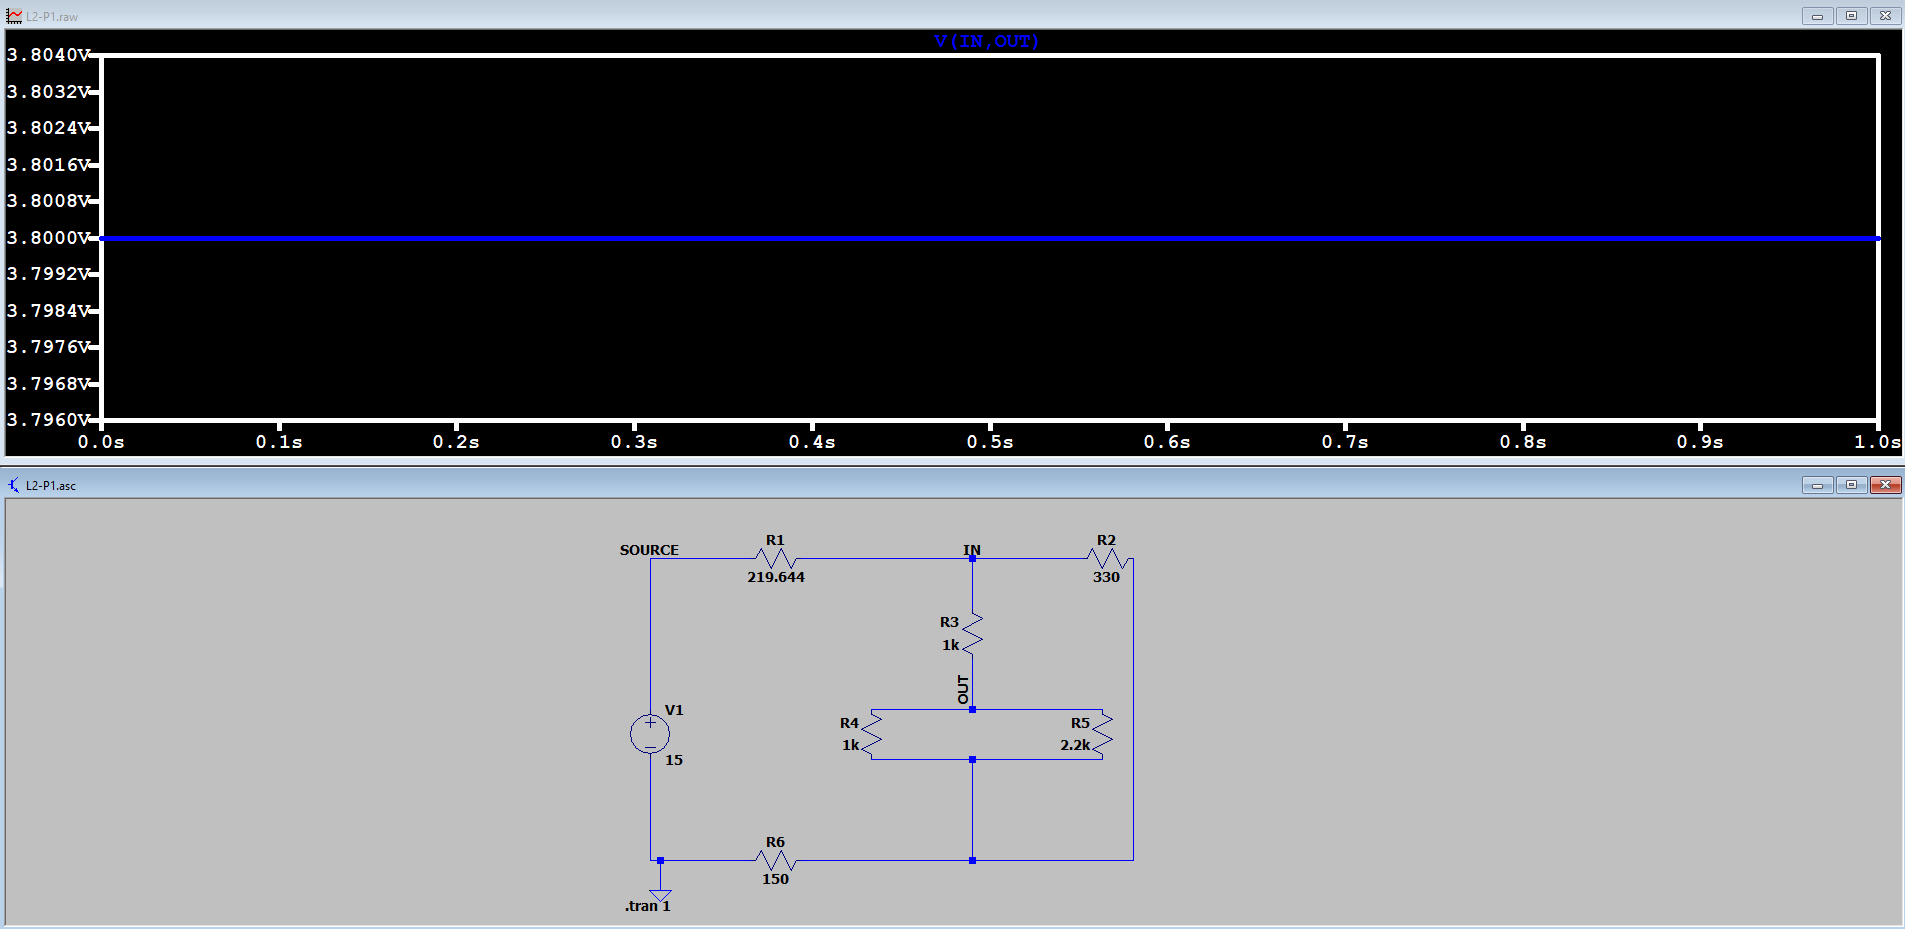 L2-P1.raw
V(IN,OUT)
3.8040V
3.8032V
3.8024V
3.8016V
3.8008V
3.8000V
3.7992V
3.7984V
3.7976V
3.7968V
3.7960V
0.0s 0.1s 0.2s 0.3s 0.4s 0.5s 0.6s 0.7s 0.8s 0.9s 1.0s
L2-P1.asc
SOURCE
R1
219.644
IN
R2
330
R3
1k
OUT
R4
1k
R5
2.2k
V1
15
R6
150
.tran 1